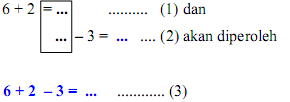 6 + 2 = ... .......... (1) dan
... – 3 = ... .... (2) akan diperoleh
6 + 2 – 3 = ... ............ (3)